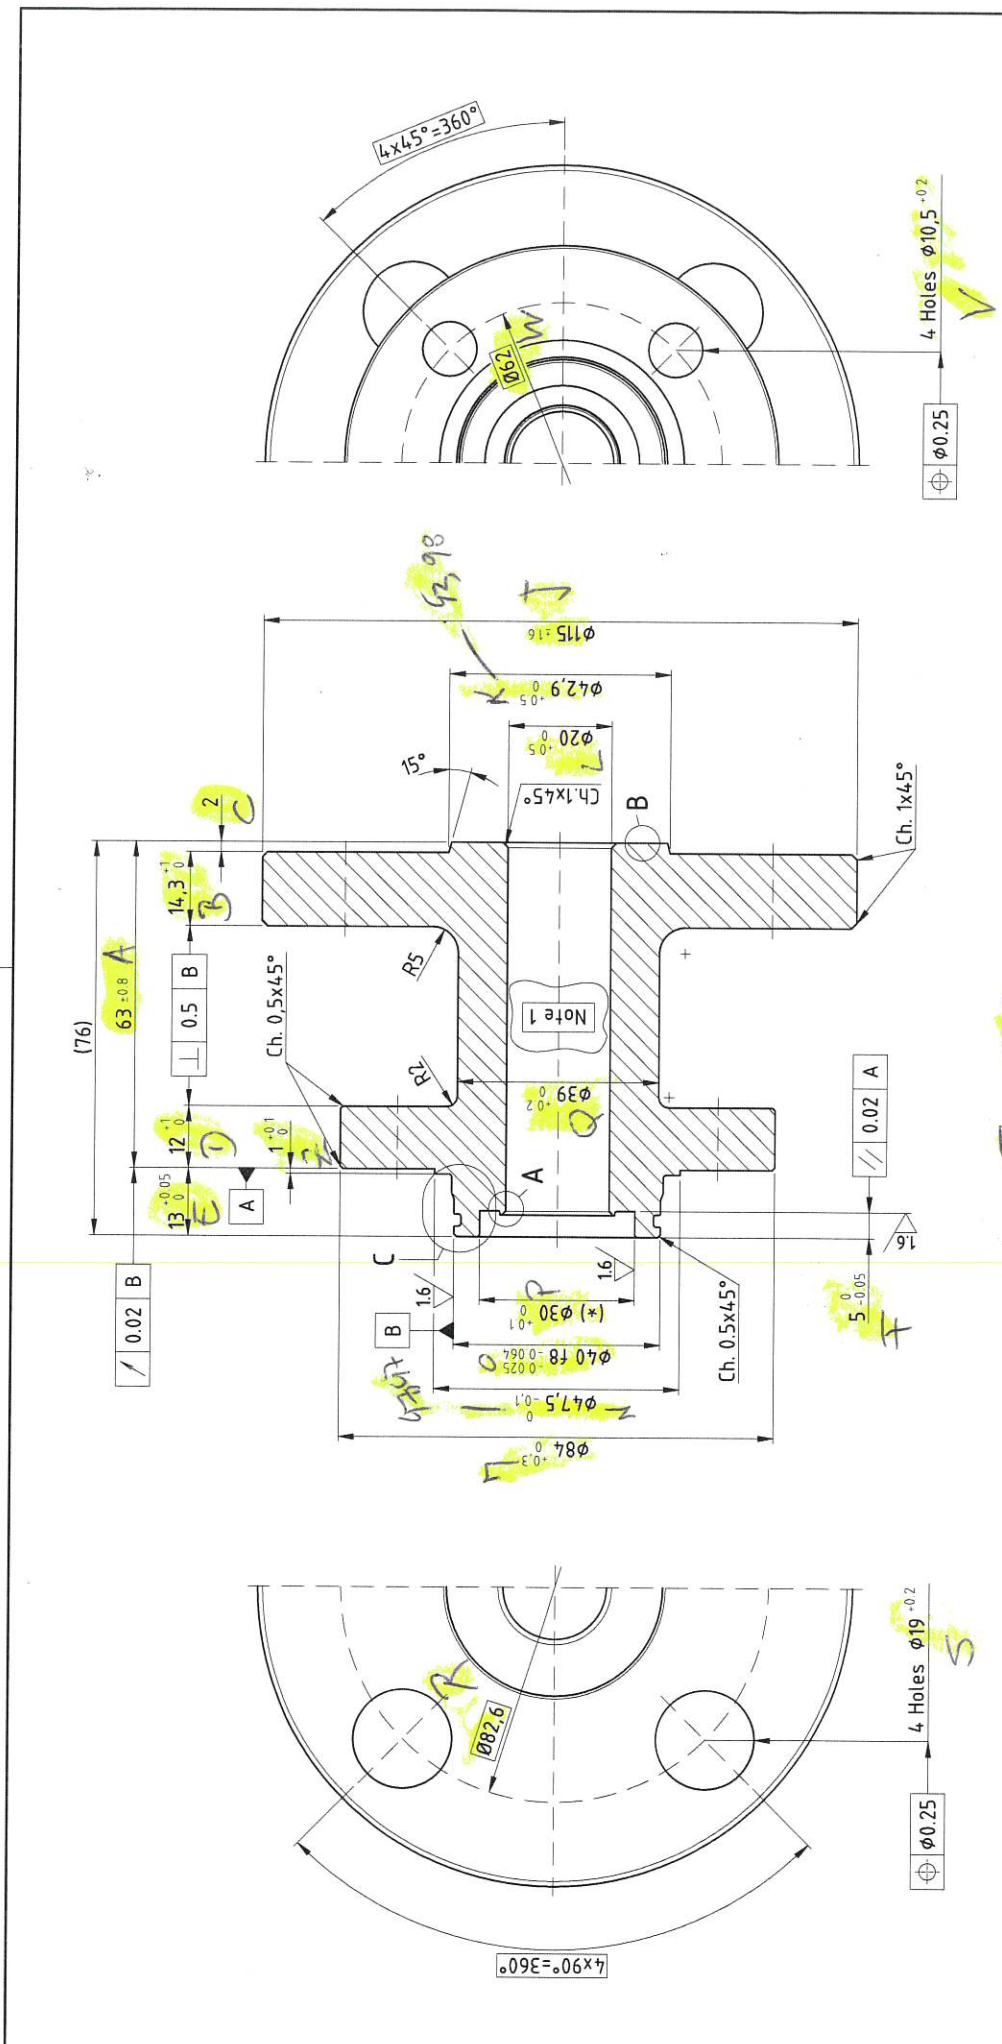 4x45°=360°
Ø62
W
4 Holes Ø10,5 +0.2
V
⌖ Ø0.25
(76)
63 ±0.8
A
14,3 +1 0
B
2
C
⊥ 0.5 B
12 +1 0
D
1 +0.1 0
13 +0.05 0
E
A
↗ 0.02 B
Ch. 0,5x45°
R2
R5
15°
Ch.1x45°
B
Ch. 1x45°
Note 1
Ø115 ±1.6
J
Ø42,9 +0.5 0
K
42,98
Ø20 +0.5 0
L
Ø39 +0.2 0
Q
A
C
1.6
1.6
1.6
B
(*) Ø30 +0.1 0
P
Ø40 f8 -0.025 -0.064
O
Ø47,5 0 -0,1
N
Ø84 +0,3 0
Ch. 0.5x45°
5 0 -0.05
F
// 0.02 A
Ø82,6
R
4 Holes Ø19 +0.2
S
⌖ Ø0.25
4x90°=360°